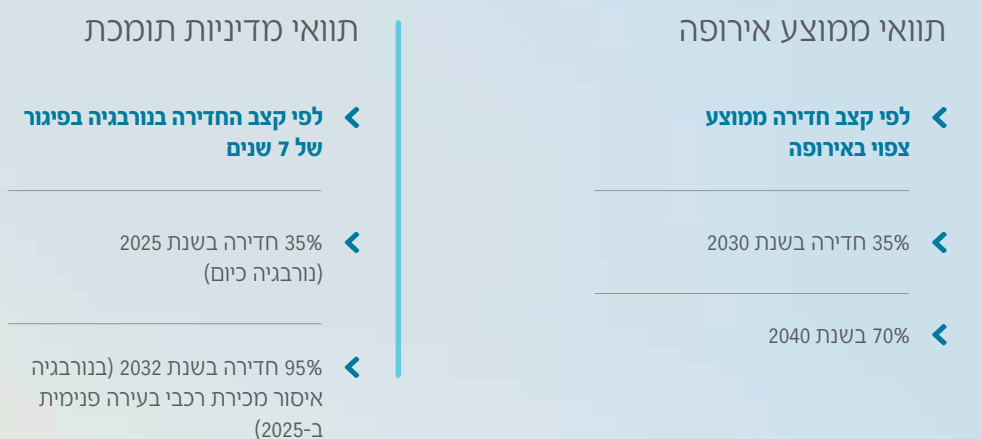 תוואי ממוצע אירופה
לפי קצב חדירה ממוצע
צפוי באירופה
35% חדירה בשנת 2030
70% בשנת 2040
תוואי מדיניות תומכת
לפי קצב החדירה בנורבגיה בפיגור
של 7 שנים
35% חדירה בשנת 2025
(נורבגיה כיום)
95% חדירה בשנת 2032 (בנורבגיה
איסור מכירת רכבי בעירה פנימית
ב-2025)